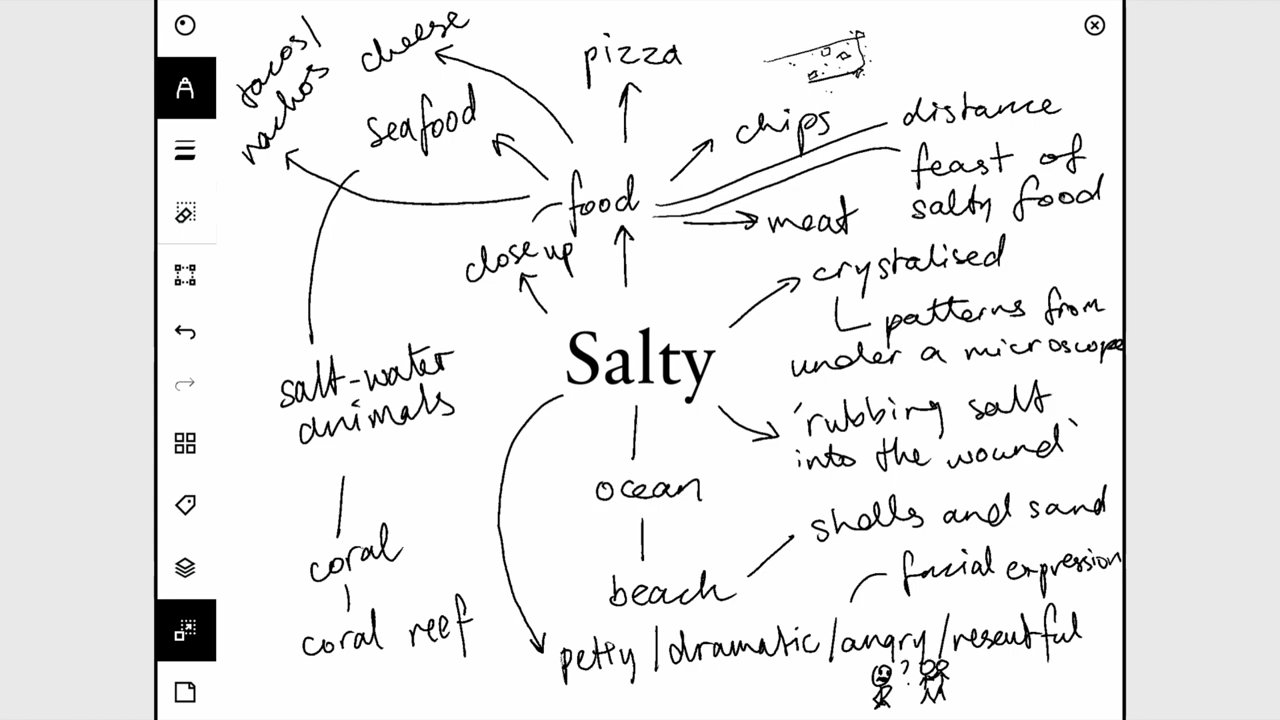 tacos/
nachos
cheese
pizza
seafood
chips
distance
feast of
salty food
food
meat
close up
crystalised
patterns from
under a microscope
Salty
salt-water
animals
'rubbing salt
into the wound'
ocean
shells and sand
coral
beach
facial expression
coral reef
petty/dramatic/angry/resentful
?